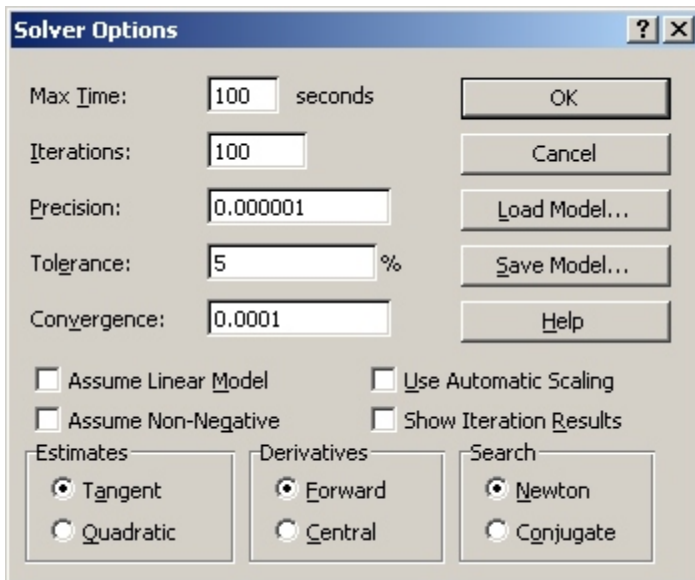 Solver Options
Max Time: 100 seconds OK
Iterations: 100 Cancel
Precision: 0.000001 Load Model...
Tolerance: 5 % Save Model...
Convergence: 0.0001 Help
Assume Linear Model Use Automatic Scaling
Assume Non-Negative Show Iteration Results
Estimates Derivatives Search
Tangent Forward Newton
Quadratic Central Conjugate